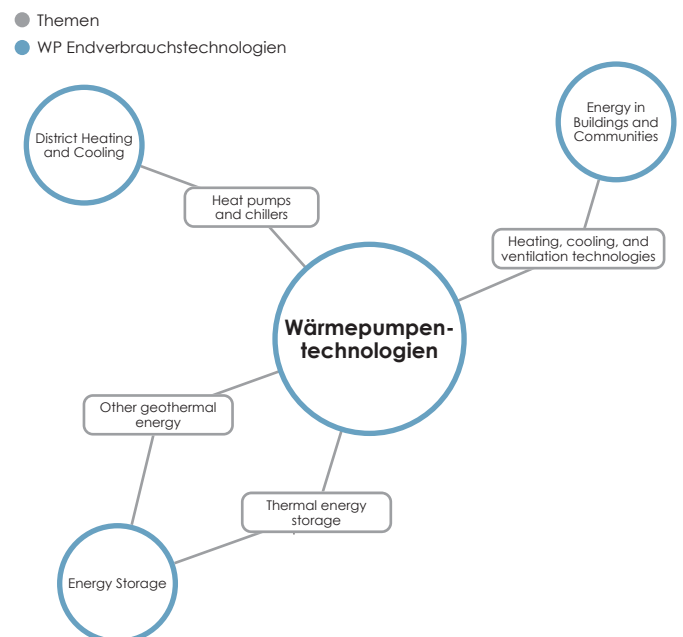 Themen
WP Endverbrauchstechnologien
District Heating
and Cooling
Energy in
Buildings and
Communities
Heat pumps
and chillers
Heating, cooling, and
ventilation technologies
Wärmepumpen-
technologien
Other geothermal
energy
Thermal energy
storage
Energy Storage